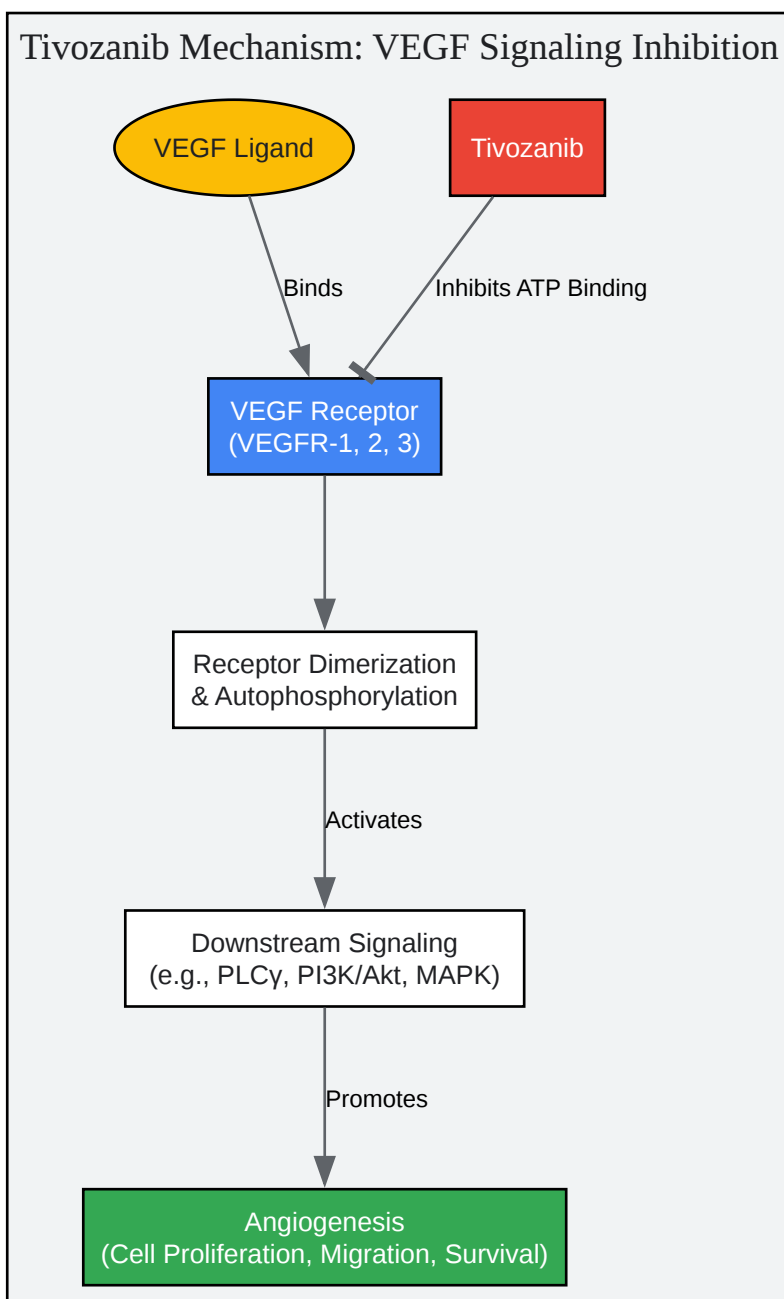 Tivozanib Mechanism: VEGF Signaling Inhibition
VEGF Ligand
Tivozanib
Binds
Inhibits ATP Binding
VEGF Receptor
(VEGFR-1, 2, 3)
Receptor Dimerization
& Autophosphorylation
Activates
Downstream Signaling
(e.g., PLCγ, PI3K/Akt, MAPK)
Promotes
Angiogenesis
(Cell Proliferation, Migration, Survival)